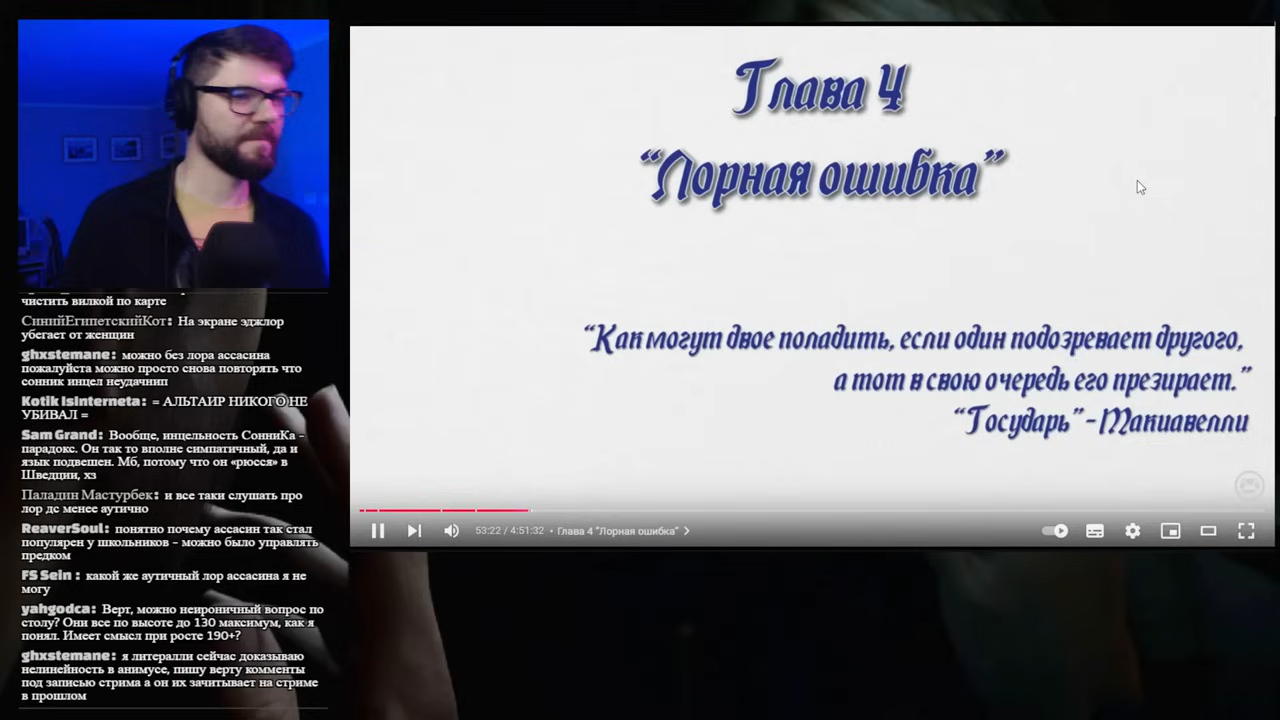 чистить вилкой по карте
СинийЕгипетскийКот: На экране эджлор
убегает от женщин
ghxstemane: можно без лора ассасина
пожалуйста можно просто снова повторять что
сонник инцел неудачнип
Kotik Isinterneta: = АЛЬТАИР НИКОГО НЕ
УБИВАЛ =
Sam Grand: Вообще, инцельность СонниКа -
парадокс. Он так то вполне симпатичный, да и
язык подвешен. Мб, потому что он «рюсся» в
Швеции, хз
Паладин Мастурбек: и все таки слушать про
лор дс менее аутично
ReaverSoul: понятно почему ассасин так стал
популярен у школьников - можно было управлять
предком
FS Sein : какой же аутичный лор ассасина я не
могу
yahgodca: Верт, можно неироничный вопрос по
столу? Они все по высоте до 130 максимум, как я
понял. Имеет смысл при росте 190+?
ghxstemane: я литералли сейчас доказываю
нелинейность в анимусе, пишу верту комменты
под записью стрима а он их зачитывает на стриме
в прошлом
Глава 4
“Лорная ошибка”
“Как могут двое поладить, если один подозревает другого,
а тот в свою очередь его презирает.”
“Государь” - Макиавелли
53:22 / 4:51:32 • Глава 4 “Лорная ошибка” >